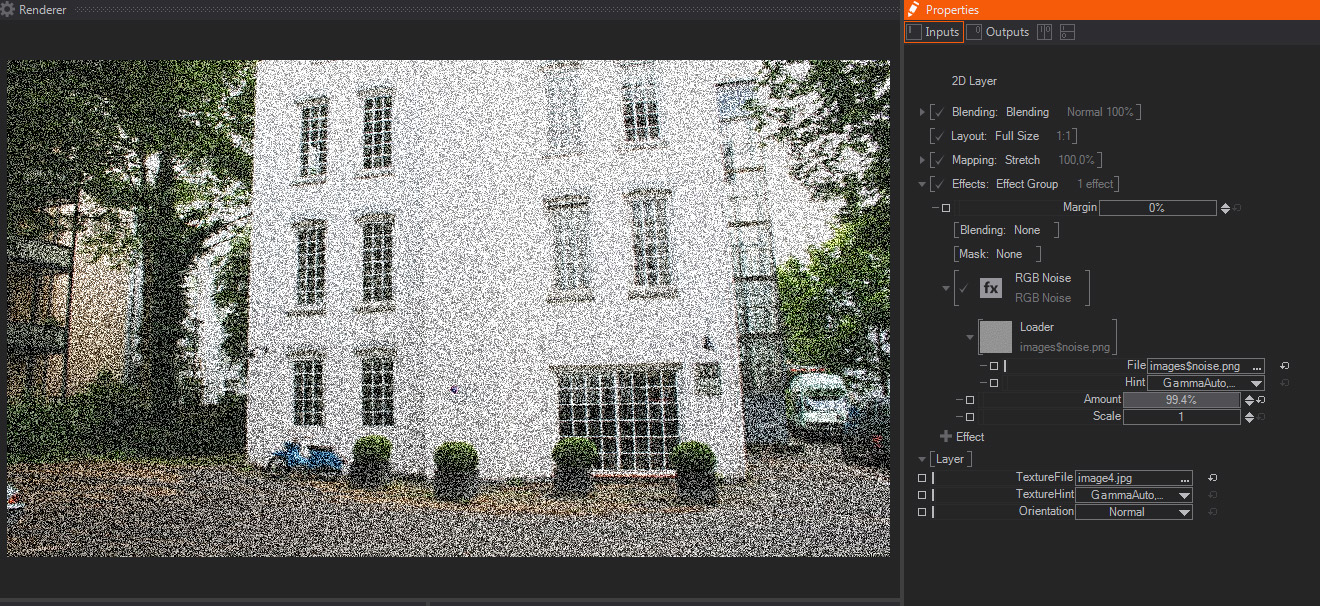 Renderer
Properties
Inputs
Outputs
2D Layer
Blending: Blending Normal 100%
Layout: Full Size 1:1
Mapping: Stretch 100,0%
Effects: Effect Group 1 effect
Margin 0%
Blending: None
Mask: None
fx RGB Noise
RGB Noise
Loader
images$noise.png
File images$noise.png ...
Hint GammaAuto,...
Amount 99.4%
Scale 1
Effect
Layer
TextureFile image4.jpg ...
TextureHint GammaAuto,...
Orientation Normal